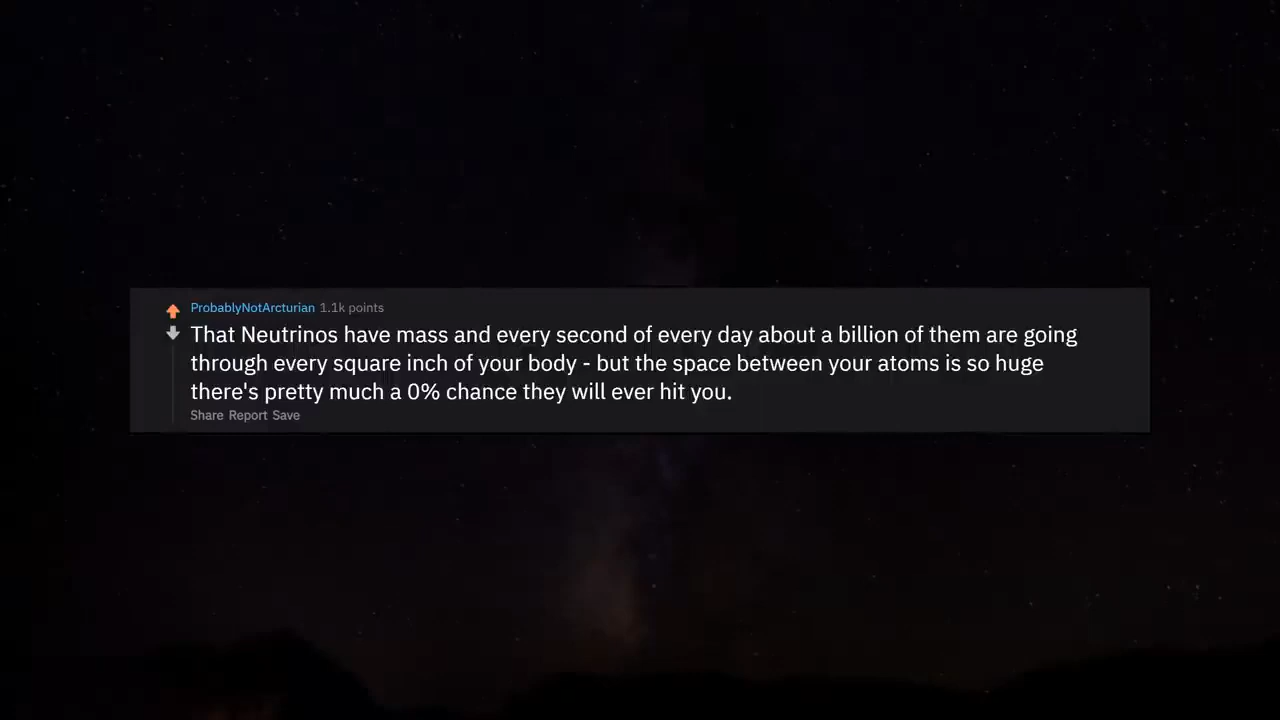 ProbablyNotArcturian 1.1k points
That Neutrinos have mass and every second of every day about a billion of them are going
through every square inch of your body - but the space between your atoms is so huge
there's pretty much a 0% chance they will ever hit you.
Share Report Save